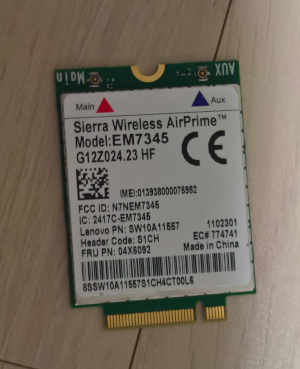 Main
AUX
Main Aux
Sierra Wireless AirPrime™
Model:EM7345
G12Z024.23 HF
CE
IMEI:013938000075982
FCC ID: N7NEM7345
IC: 2417C-EM7345
Lenovo PN: SW10A11557 1102301
Header Code: S1CH EC# 774741
FRU PN: 04X6092 Made in China
8SSW10A11557S1CH4CT00L6